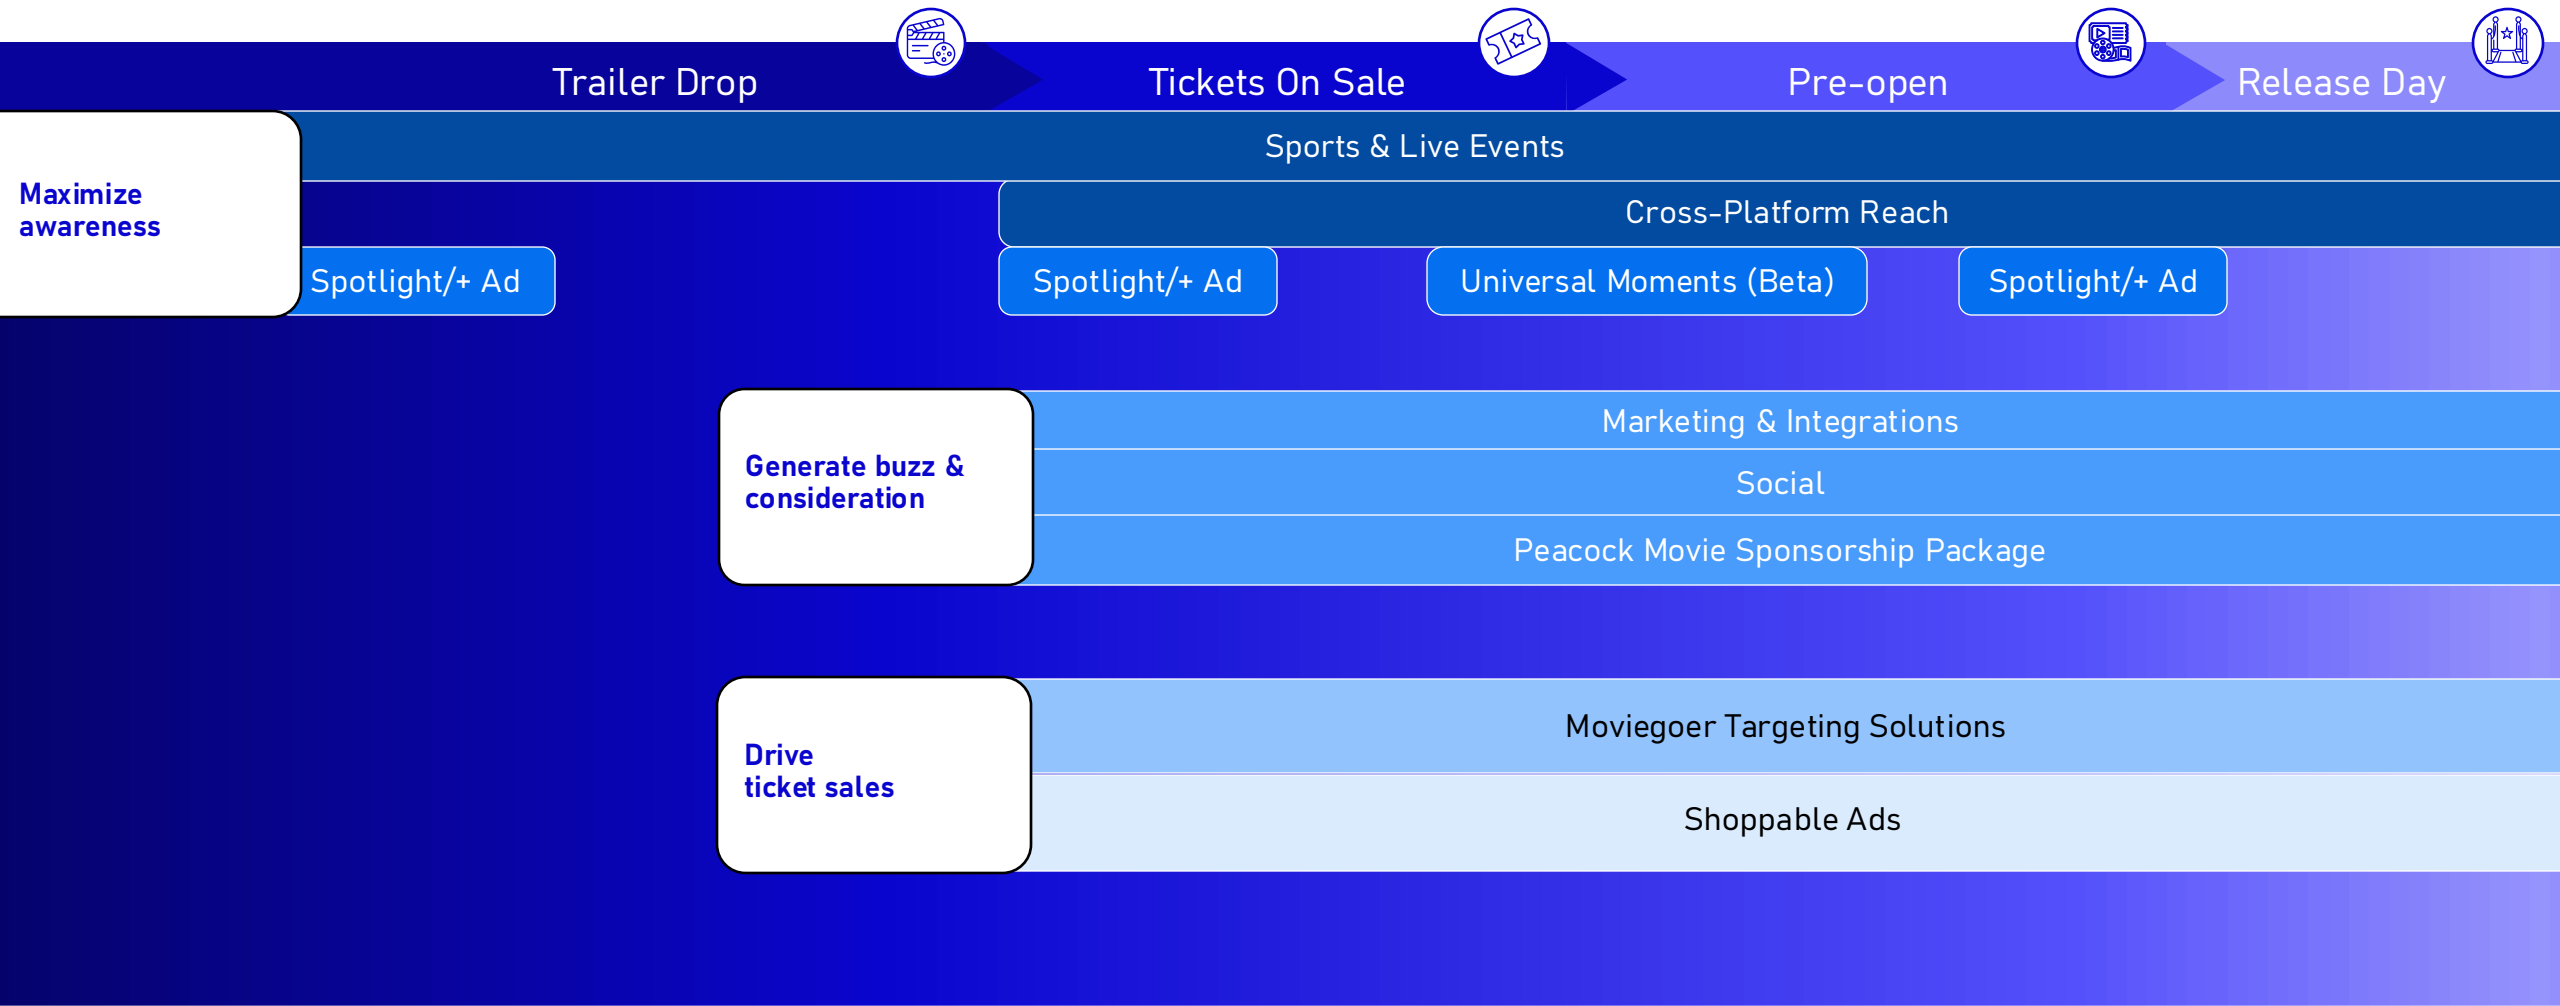 Trailer Drop
Tickets On Sale
Pre-open
Release Day
Sports & Live Events
Maximize
awareness
Cross-Platform Reach
Spotlight/+ Ad
Spotlight/+ Ad
Universal Moments (Beta)
Spotlight/+ Ad
Generate buzz &
consideration
Marketing & Integrations
Social
Peacock Movie Sponsorship Package
Drive
ticket sales
Moviegoer Targeting Solutions
Shoppable Ads